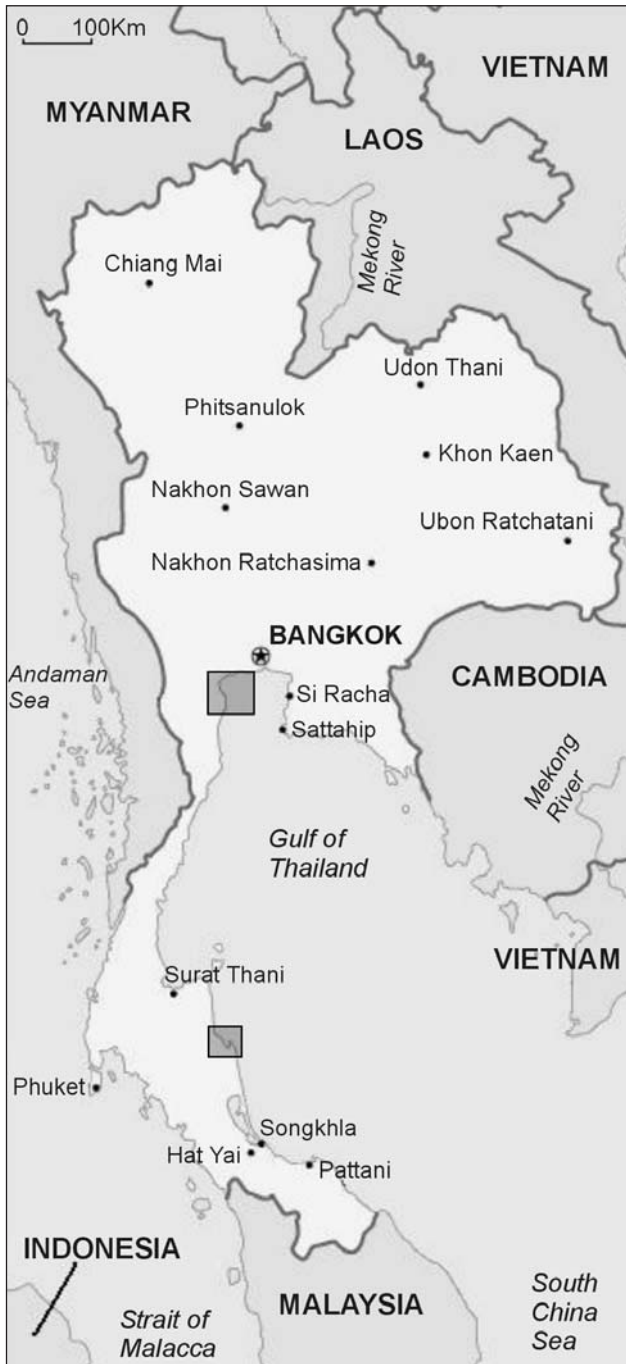 0 100Km
VIETNAM
MYANMAR
LAOS
Mekong
River
Chiang Mai
Udon Thani
Phitsanulok
Khon Kaen
Nakhon Sawan
Ubon Ratchatani
Nakhon Ratchasima
BANGKOK
Andaman
Sea
CAMBODIA
Si Racha
Sattahip
Mekong
River
Gulf of
Thailand
VIETNAM
Surat Thani
Phuket
Songkhla
Hat Yai
Pattani
INDONESIA
MALAYSIA
Strait of
Malacca
South
China
Sea